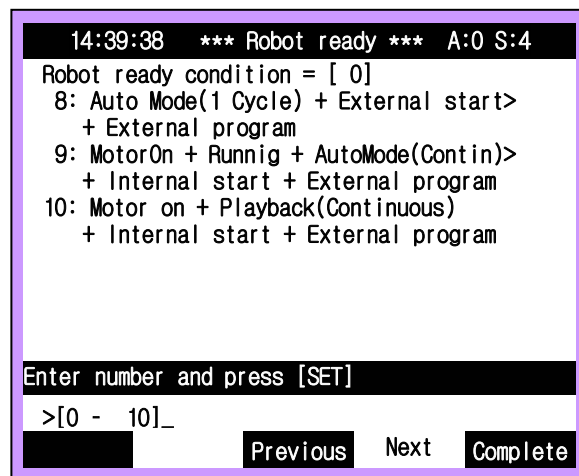 14:39:38 *** Robot ready *** A:0 S:4
Robot ready condition = [ 0]
8: Auto Mode(1 Cycle) + External start>
+ External program
9: MotorOn + Runnig + AutoMode(Contin)>
+ Internal start + External program
10: Motor on + Playback(Continuous)
+ Internal start + External program
Enter number and press [SET]
>[0 - 10]_
Previous Next Complete